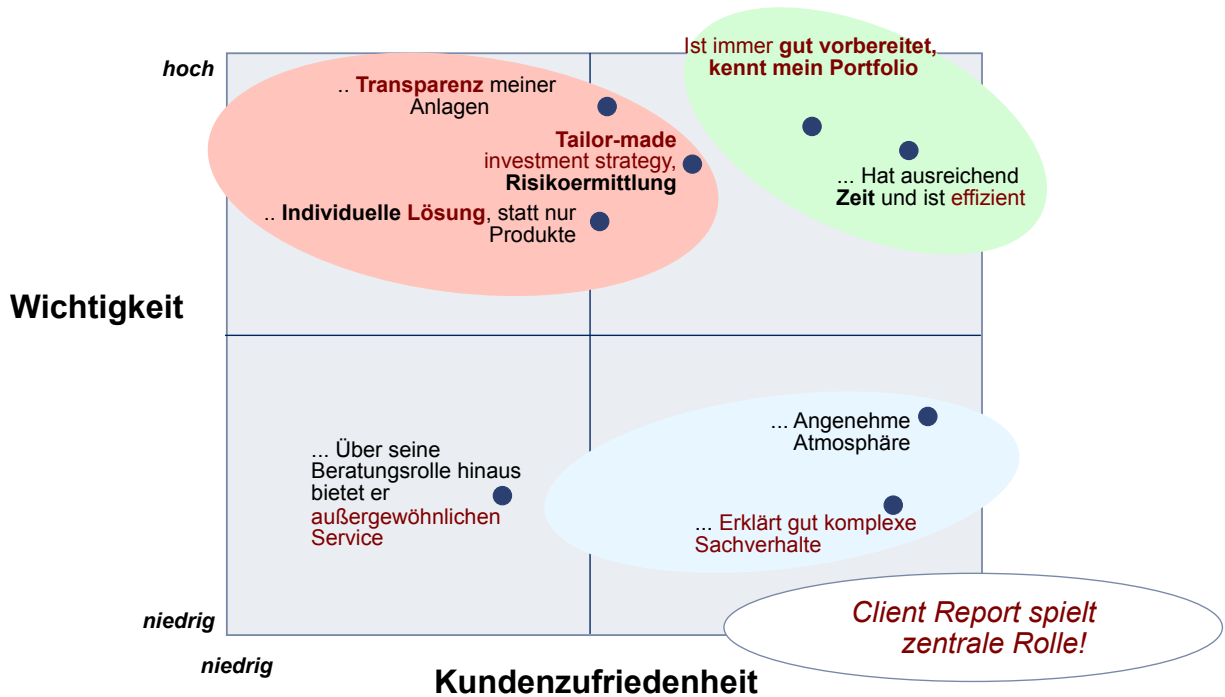 Ist immer gut vorbereitet,
kennt mein Portfolio
hoch
.. Transparenz meiner
Anlagen
Tailor-made
investment strategy,
Risikoermittlung
.. Individuelle Lösung, statt nur
Produkte
... Hat ausreichend
Zeit und ist effizient
Wichtigkeit
... Über seine
Beratungsrolle hinaus
bietet er
außergewöhnlichen
Service
... Angenehme
Atmosphäre
... Erklärt gut komplexe
Sachverhalte
niedrig
niedrig
Kundenzufriedenheit
Client Report spielt
zentrale Rolle!